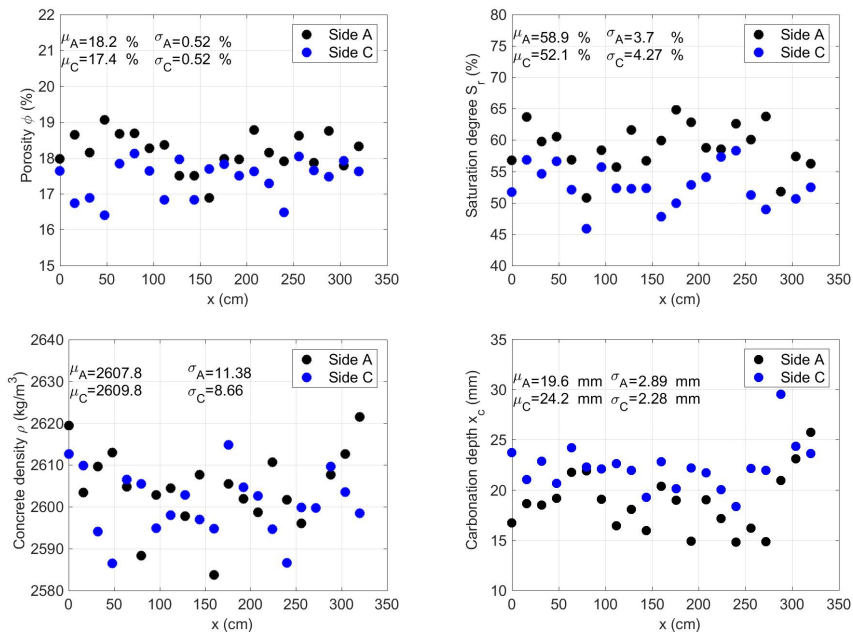 22
21
20
19
18
17
16
15
0 50 100 150 200 250 300 350
Porosity ϕ (%)
x (cm)
μA=18.2 % σA=0.52 %
μC=17.4 % σC=0.52 %
Side A
Side C
80
75
70
65
60
55
50
45
40
0 50 100 150 200 250 300 350
Saturation degree Sr (%)
x (cm)
μA=58.9 % σA=3.7 %
μC=52.1 % σC=4.27 %
Side A
Side C
2640
2630
2620
2610
2600
2590
2580
0 50 100 150 200 250 300 350
Concrete density ρ (kg/m³)
x (cm)
μA=2607.8 σA=11.38
μC=2609.8 σC=8.66
Side A
Side C
35
30
25
20
15
10
0 50 100 150 200 250 300 350
Carbonation depth xc (mm)
x (cm)
μA=19.6 mm σA=2.89 mm
μC=24.2 mm σC=2.28 mm
Side A
Side C